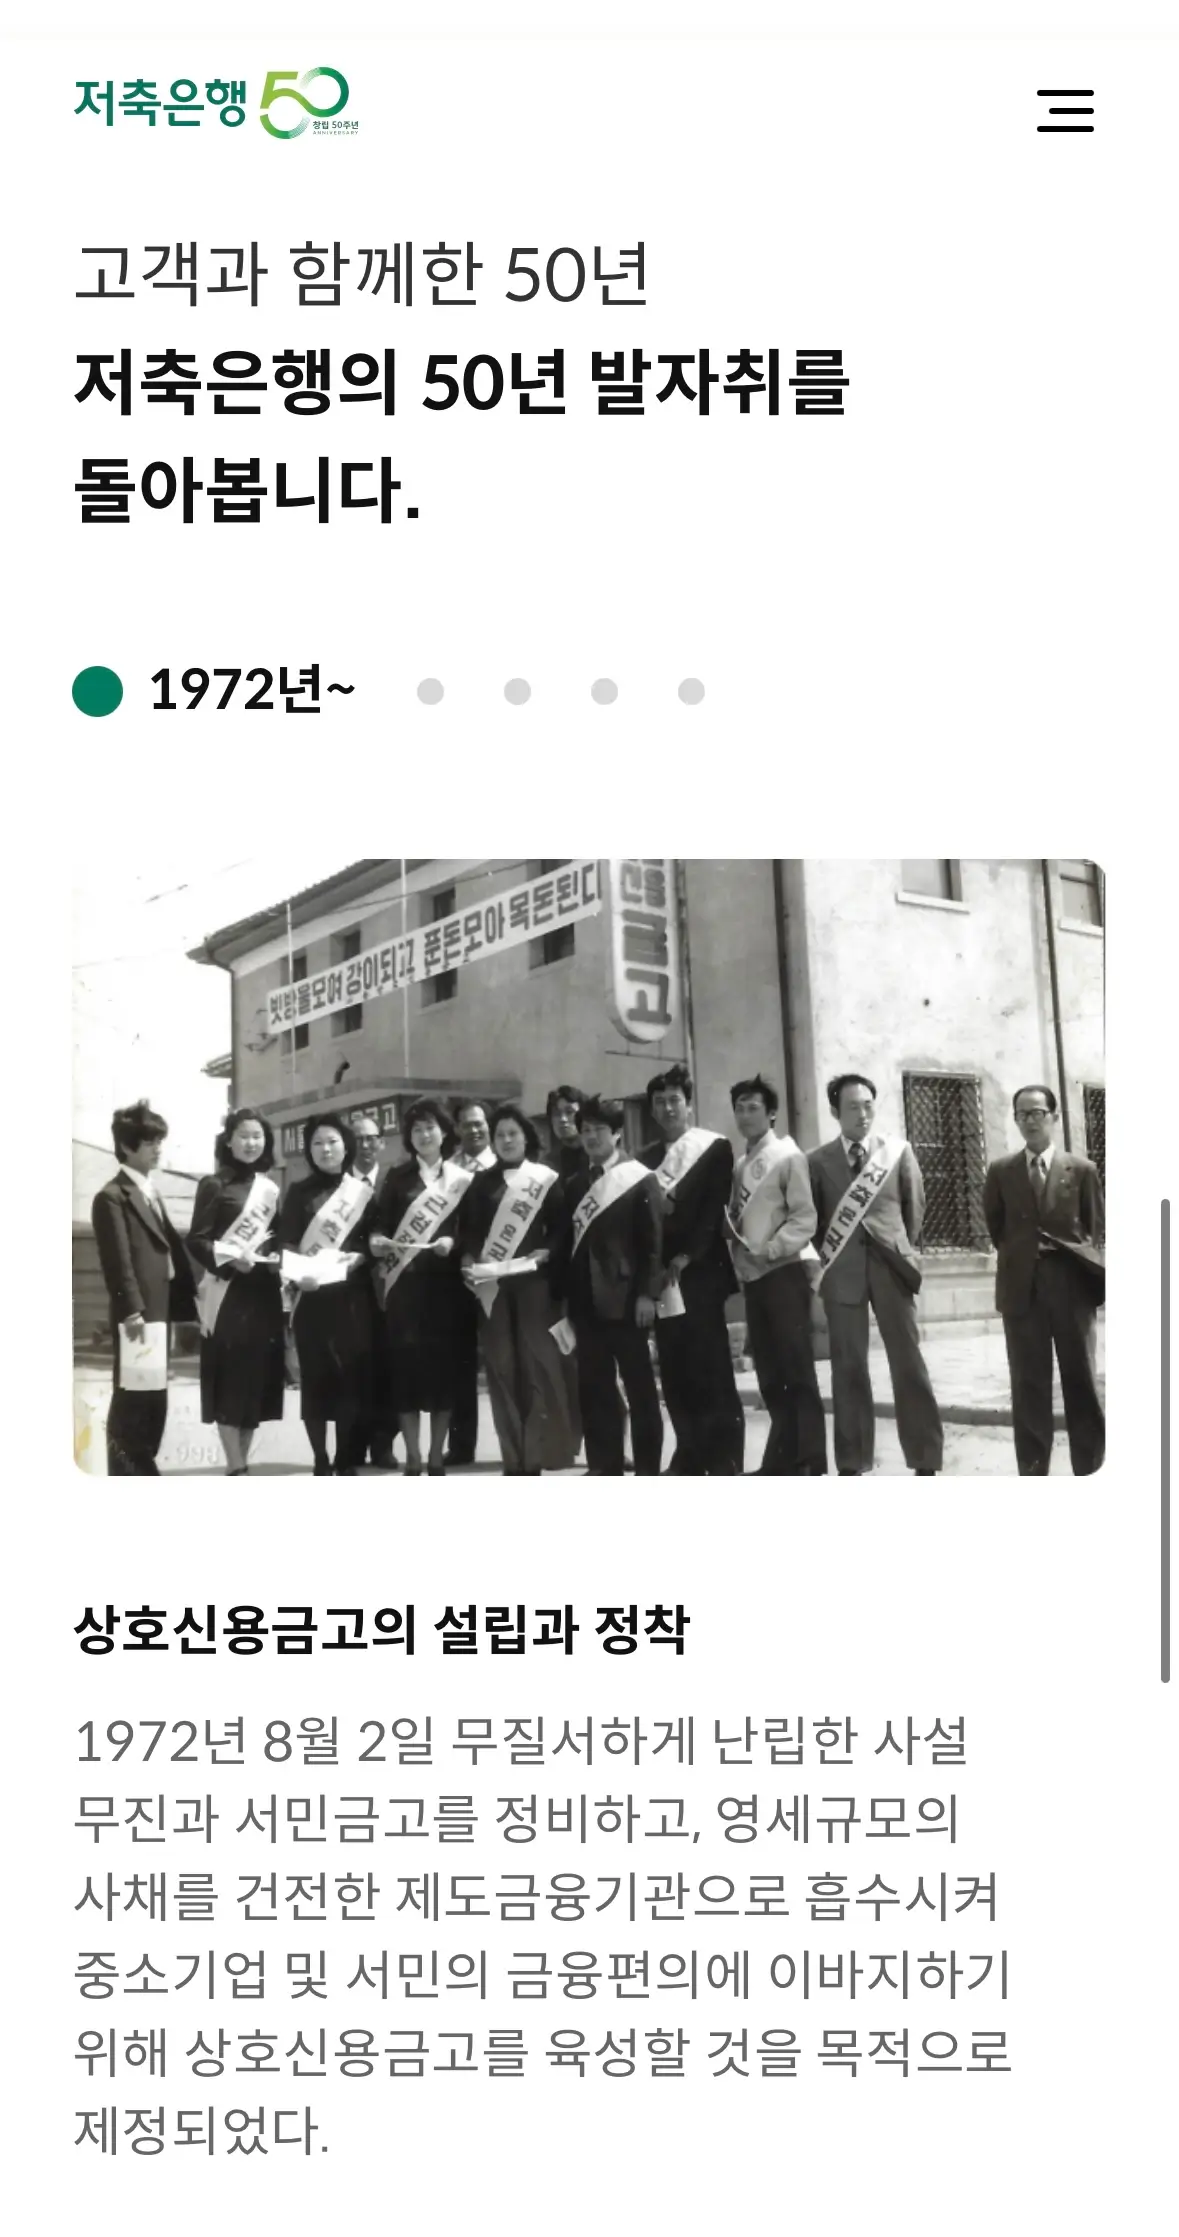 저축은행 50
창립 50주년
ANNIVERSARY
고객과 함께한 50년
저축은행의 50년 발자취를
돌아봅니다.
1972년~
빗방울모여 강이되고 푼돈모아 목돈된다
금고
상호신용금고의 설립과 정착
1972년 8월 2일 무질서하게 난립한 사설
무진과 서민금고를 정비하고, 영세규모의
사채를 건전한 제도금융기관으로 흡수시켜
중소기업 및 서민의 금융편의에 이바지하기
위해 상호신용금고를 육성할 것을 목적으로
제정되었다.